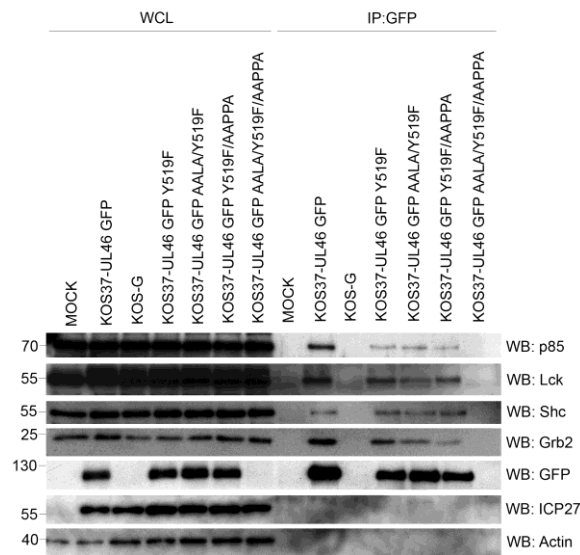 WCL
IP:GFP
MOCK
KOS37-UL46 GFP
KOS-G
KOS37-UL46 GFP Y519F
KOS37-UL46 GFP AALA/Y519F
KOS37-UL46 GFP Y519F/AAPPA
KOS37-UL46 GFP AALA/Y519F/AAPPA
MOCK
KOS37-UL46 GFP
KOS-G
KOS37-UL46 GFP Y519F
KOS37-UL46 GFP AALA/Y519F
KOS37-UL46 GFP Y519F/AAPPA
KOS37-UL46 GFP AALA/Y519F/AAPPA
70 WB: p85
55 WB: Lck
55 WB: Shc
25 WB: Grb2
130 WB: GFP
55 WB: ICP27
40 WB: Actin